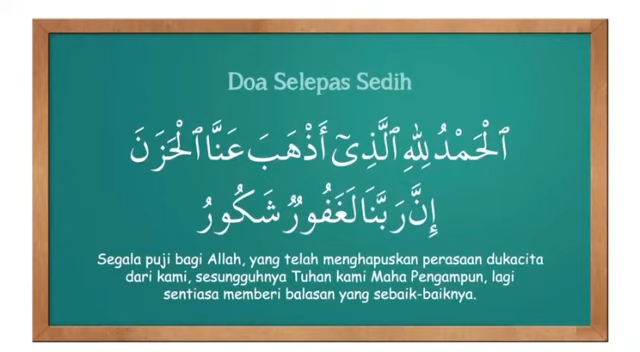 Doa Selepas Sedih
ٱلْحَمْدُ لِلَّهِ ٱلَّذِىٓ أَذْهَبَ عَنَّا ٱلْحَزَنَ
إِنَّ رَبَّنَا لَغَفُورٌ شَكُورٌ
Segala puji bagi Allah, yang telah menghapuskan perasaan dukacita
dari kami, sesungguhnya Tuhan kami Maha Pengampun, lagi
sentiasa memberi balasan yang sebaik-baiknya.